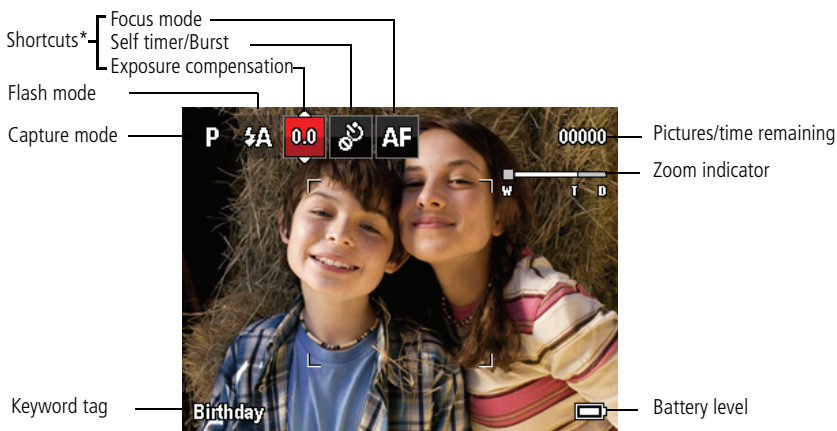 Focus mode
Shortcuts* Self timer/Burst
Exposure compensation
Flash mode
Capture mode
P ϟA 0.0 AF 00000
Pictures/time remaining
Zoom indicator
W T D
Keyword tag
Birthday
Battery level